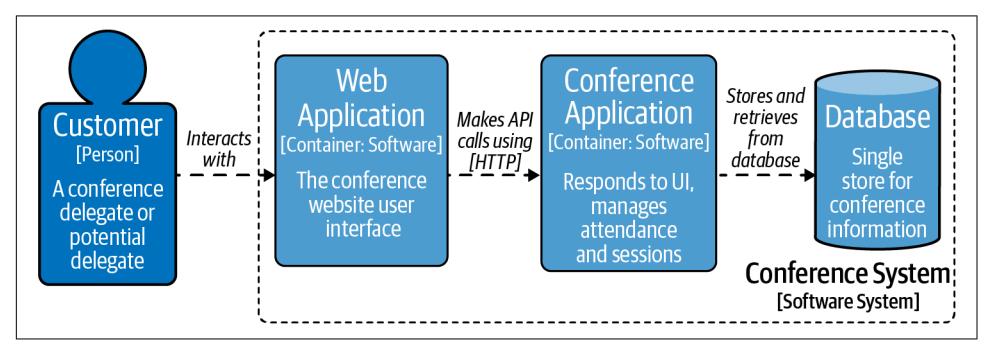 Customer
[Person]
A conference
delegate or
potential
delegate
Interacts
with
Web
Application
[Container: Software]
The conference
website user
interface
Makes API
calls using
[HTTP]
Conference
Application
[Container: Software]
Responds to UI,
manages
attendance
and sessions
Stores and
retrieves
from
database
Database
Single
store for
conference
information
Conference System
[Software System]